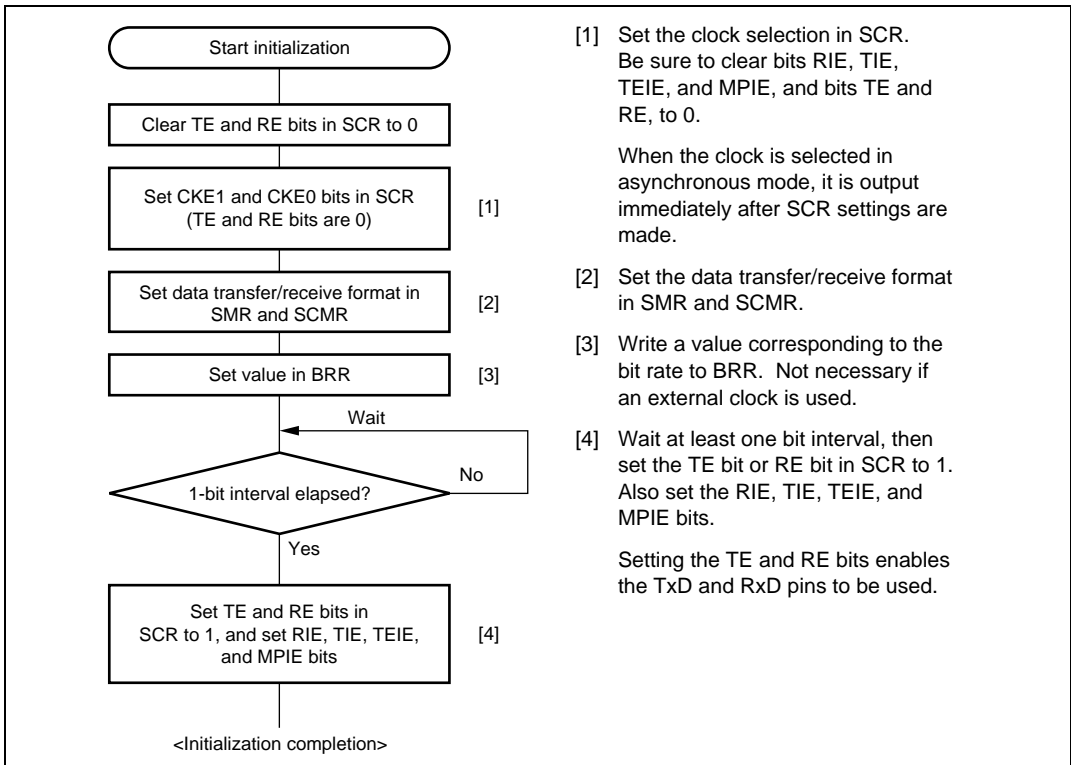 Start initialization
Clear TE and RE bits in SCR to 0
Set CKE1 and CKE0 bits in SCR
(TE and RE bits are 0)
[1]
Set data transfer/receive format in
SMR and SCMR
[2]
Set value in BRR
[3]
Wait
No
1-bit interval elapsed?
Yes
Set TE and RE bits in
SCR to 1, and set RIE, TIE, TEIE,
and MPIE bits
[4]
<Initialization completion>
[1] Set the clock selection in SCR.
Be sure to clear bits RIE, TIE,
TEIE, and MPIE, and bits TE and
RE, to 0.
When the clock is selected in
asynchronous mode, it is output
immediately after SCR settings are
made.
[2] Set the data transfer/receive format
in SMR and SCMR.
[3] Write a value corresponding to the
bit rate to BRR. Not necessary if
an external clock is used.
[4] Wait at least one bit interval, then
set the TE bit or RE bit in SCR to 1.
Also set the RIE, TIE, TEIE, and
MPIE bits.
Setting the TE and RE bits enables
the TxD and RxD pins to be used.